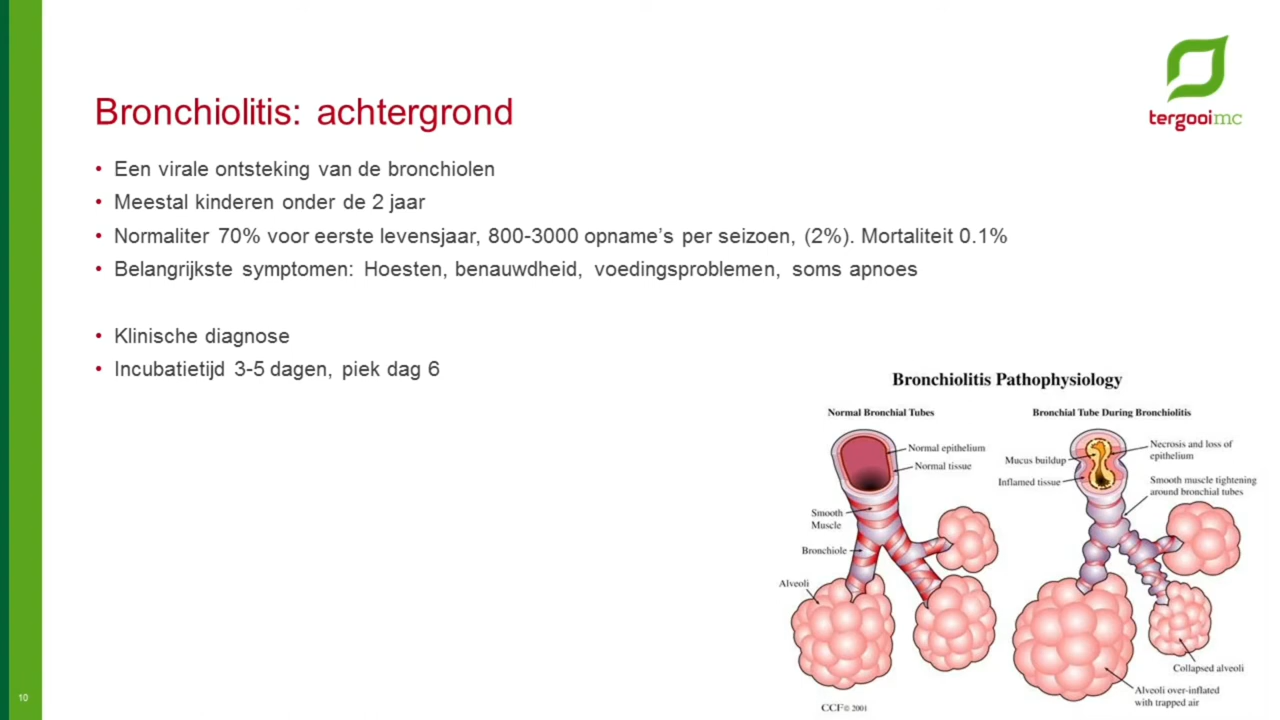 tergooimc
Bronchiolitis: achtergrond
• Een virale ontsteking van de bronchiolen
• Meestal kinderen onder de 2 jaar
• Normaliter 70% voor eerste levensjaar, 800-3000 opname’s per seizoen, (2%). Mortaliteit 0.1%
• Belangrijkste symptomen: Hoesten, benauwdheid, voedingsproblemen, soms apnoes
• Klinische diagnose
• Incubatietijd 3-5 dagen, piek dag 6
Bronchiolitis Pathophysiology
Normal Bronchial Tubes
Normal epithelium
Normal tissue
Smooth
Muscle
Bronchiole
Alveoli
CCF© 2001
Bronchial Tube During Bronchiolitis
Mucus buildup
Inflamed tissue
Necrosis and loss of
epithelium
Smooth muscle tightening
around bronchial tubes
Collapsed alveoli
Alveoli over-inflated
with trapped air
10